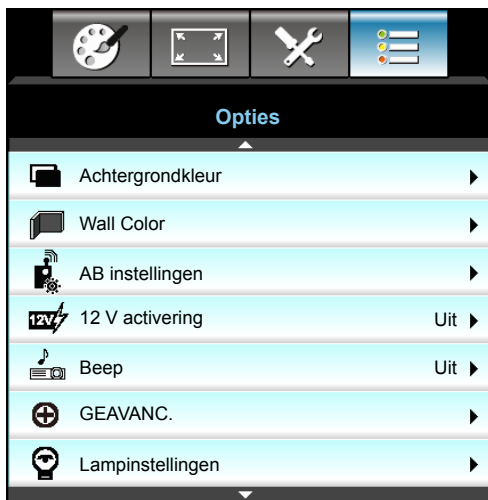 Opties
Achtergrondkleur
Wall Color
AB instellingen
12V
12 V activering Uit
Beep Uit
GEAVANC.
Lampinstellingen